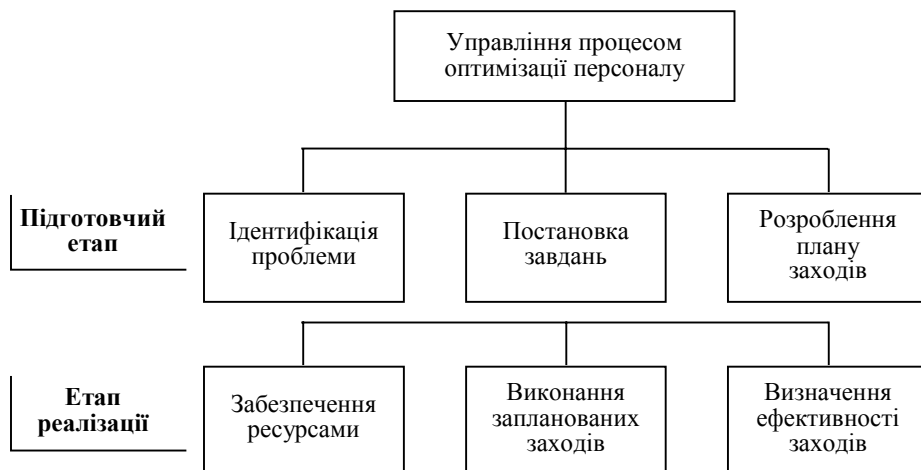 Управління процесом
оптимізації персоналу
Підготовчий
етап
Ідентифікація
проблеми
Постановка
завдань
Розроблення
плану
заходів
Етап
реалізації
Забезпечення
ресурсами
Виконання
запланованих
заходів
Визначення
ефективності
заходів